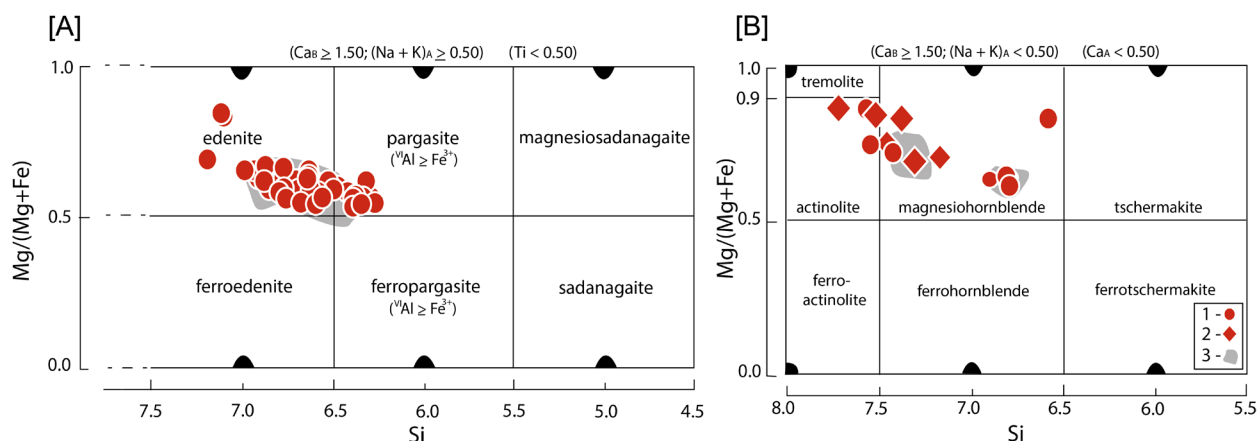 [A]
(CaB ≥ 1.50; (Na + K)A ≥ 0.50) (Ti < 0.50)
1.0
edenite
pargasite
magnesiosadanagaite
(VIAl ≥ Fe3+)
Mg/(Mg+Fe)
0.5
ferroedenite
ferropargasite
sadanagaite
(VIAl ≥ Fe3+)
0.0
7.5 7.0 6.5 6.0 5.5 5.0 4.5
Si
[B]
(CaB ≥ 1.50; (Na + K)A < 0.50) (CaA < 0.50)
1.0
tremolite
0.9
Mg/(Mg+Fe)
actinolite
magnesiohornblende
tschermakite
0.5
ferro-
actinolite
ferrohornblende
ferrotschermakite
1 -
2 -
3 -
0.0
8.0 7.5 7.0 6.5 6.0 5.5
Si